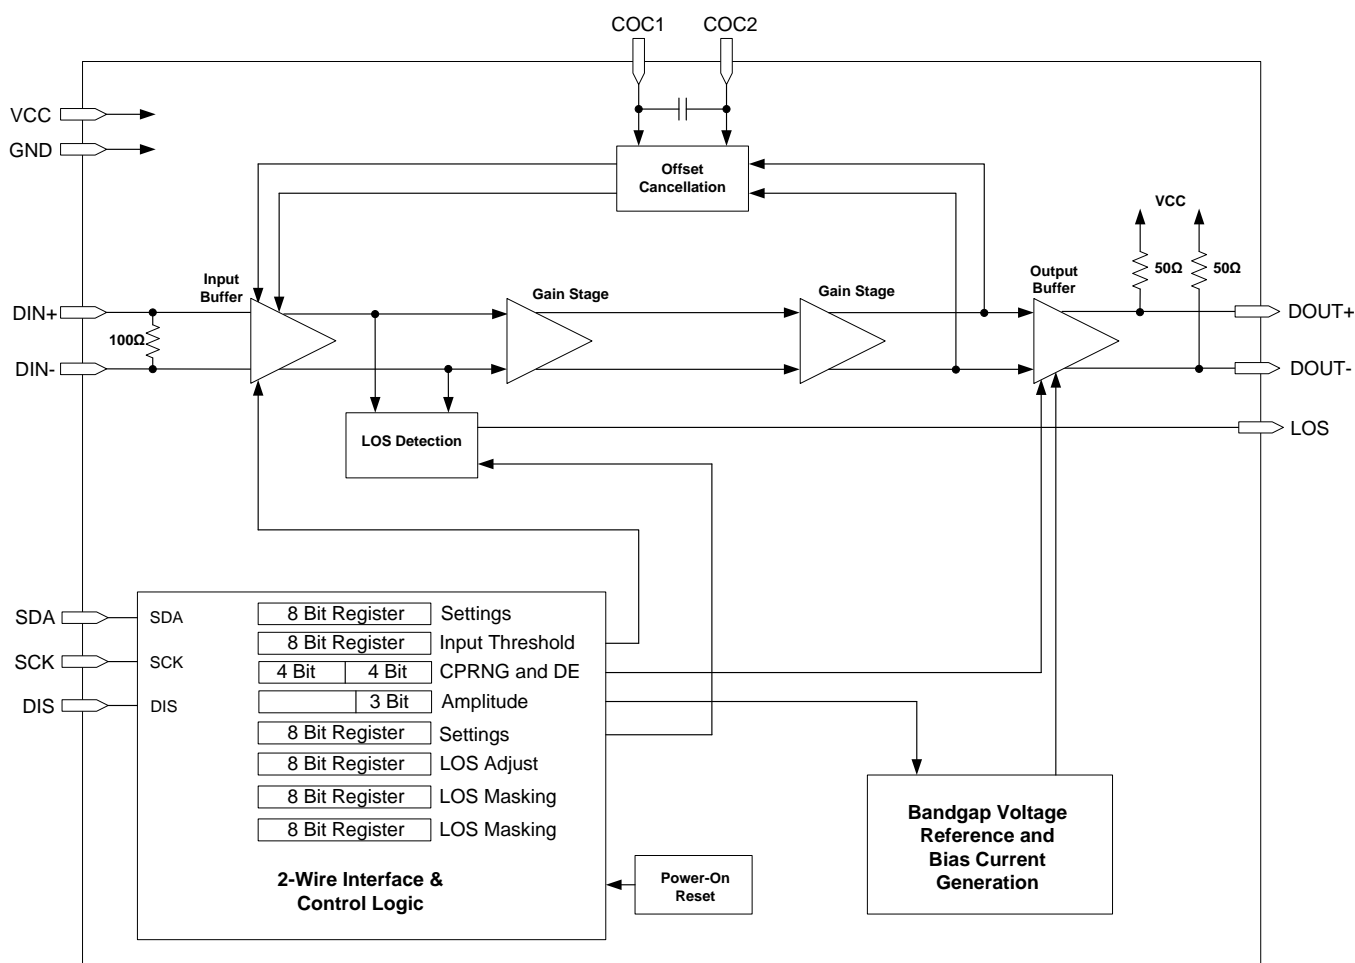 COC1 COC2
VCC
GND
Offset
Cancellation
VCC
50Ω 50Ω
Input
Buffer
Gain Stage
Gain Stage
Output
Buffer
DIN+
DOUT+
100Ω
DIN-
DOUT-
LOS Detection
LOS
SDA
SDA
8 Bit Register Settings
8 Bit Register Input Threshold
SCK
SCK
4 Bit 4 Bit CPRNG and DE
DIS
DIS
3 Bit Amplitude
8 Bit Register Settings
8 Bit Register LOS Adjust
8 Bit Register LOS Masking
8 Bit Register LOS Masking
2-Wire Interface &
Control Logic
Power-On
Reset
Bandgap Voltage
Reference and
Bias Current
Generation